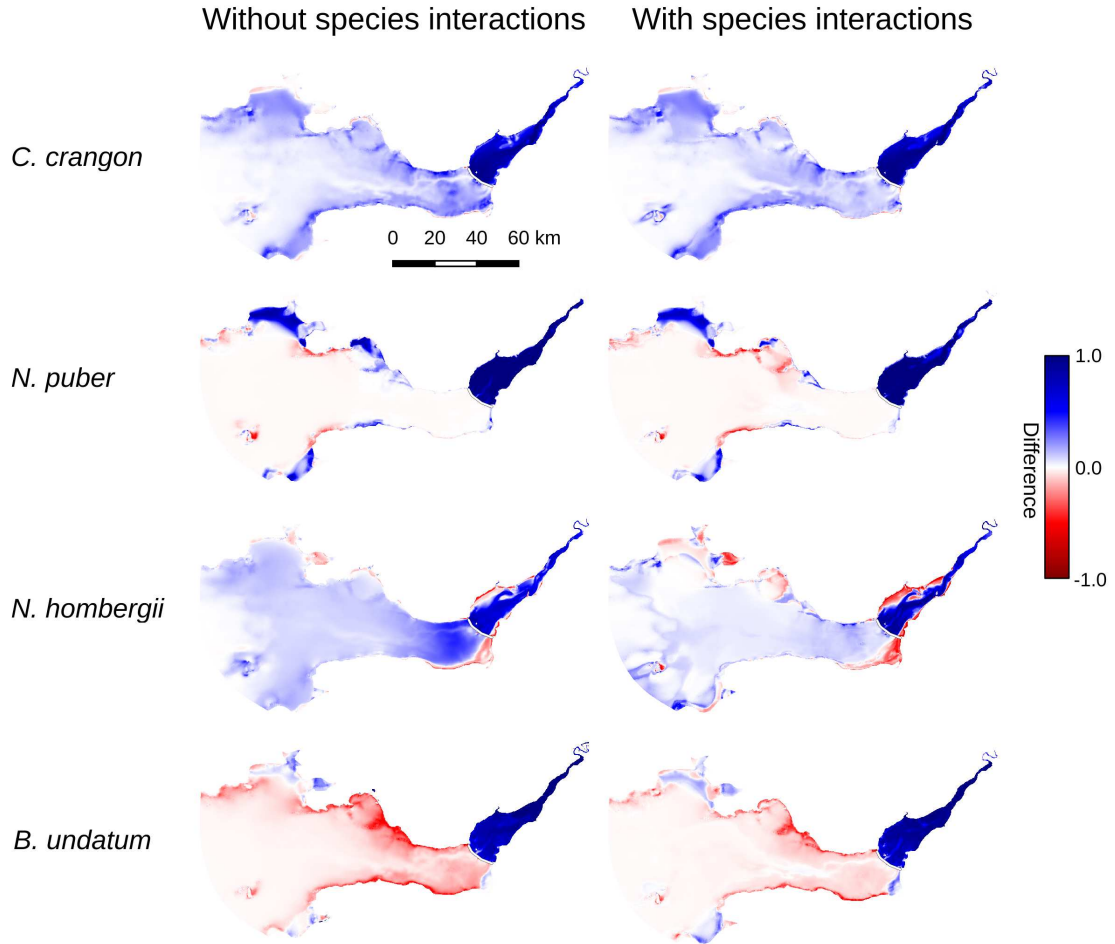 Without species interactions
With species interactions
C. crangon
0 20 40 60 km
N. puber
1.0
0.0
-1.0
Difference
N. hombergii
B. undatum